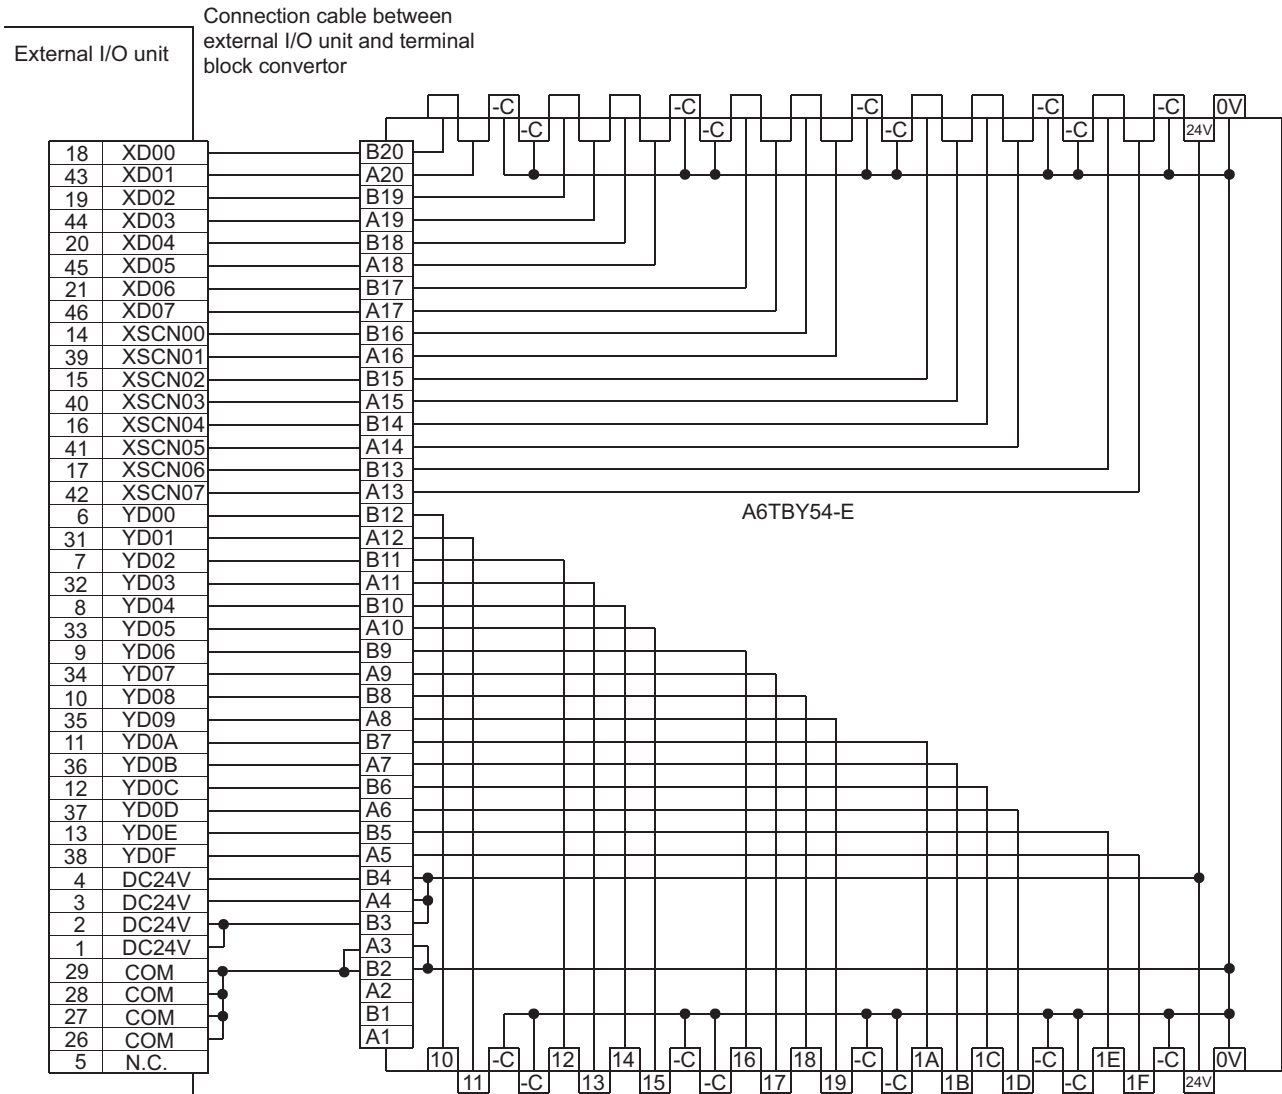 Connection cable between
external I/O unit and terminal
block convertor
External I/O unit
-C -C -C -C -C 0V
-C -C -C -C 24V
18 XD00 B20
43 XD01 A20
19 XD02 B19
44 XD03 A19
20 XD04 B18
45 XD05 A18
21 XD06 B17
46 XD07 A17
14 XSCN00 B16
39 XSCN01 A16
15 XSCN02 B15
40 XSCN03 A15
16 XSCN04 B14
41 XSCN05 A14
17 XSCN06 B13
42 XSCN07 A13
A6TBY54-E
6 YD00 B12
31 YD01 A12
7 YD02 B11
32 YD03 A11
8 YD04 B10
33 YD05 A10
9 YD06 B9
34 YD07 A9
10 YD08 B8
35 YD09 A8
11 YD0A B7
36 YD0B A7
12 YD0C B6
37 YD0D A6
13 YD0E B5
38 YD0F A5
4 DC24V B4
3 DC24V A4
2 DC24V B3
1 DC24V A3
29 COM B2
28 COM A2
27 COM B1
26 COM A1
5 N.C.
10 -C 12 14 -C 16 18 -C 1A 1C -C 1E -C 0V
11 -C 13 15 -C 17 19 -C 1B 1D -C 1F 24V